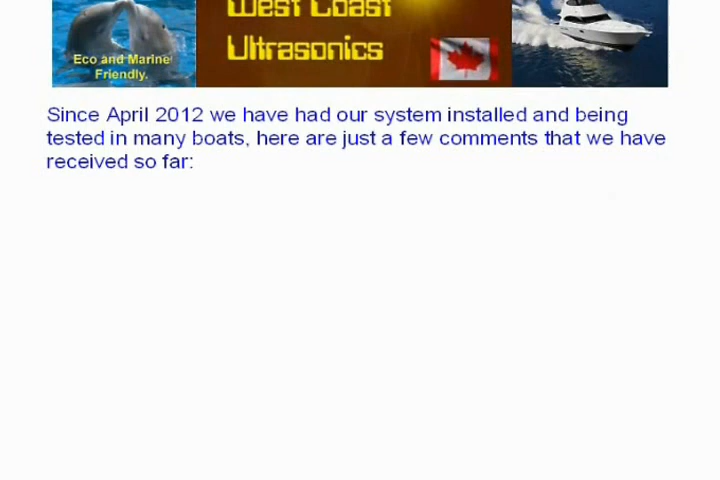 West Coast
Ultrasonics
Eco and Marine
Friendly.
Since April 2012 we have had our system installed and being
tested in many boats, here are just a few comments that we have
received so far: